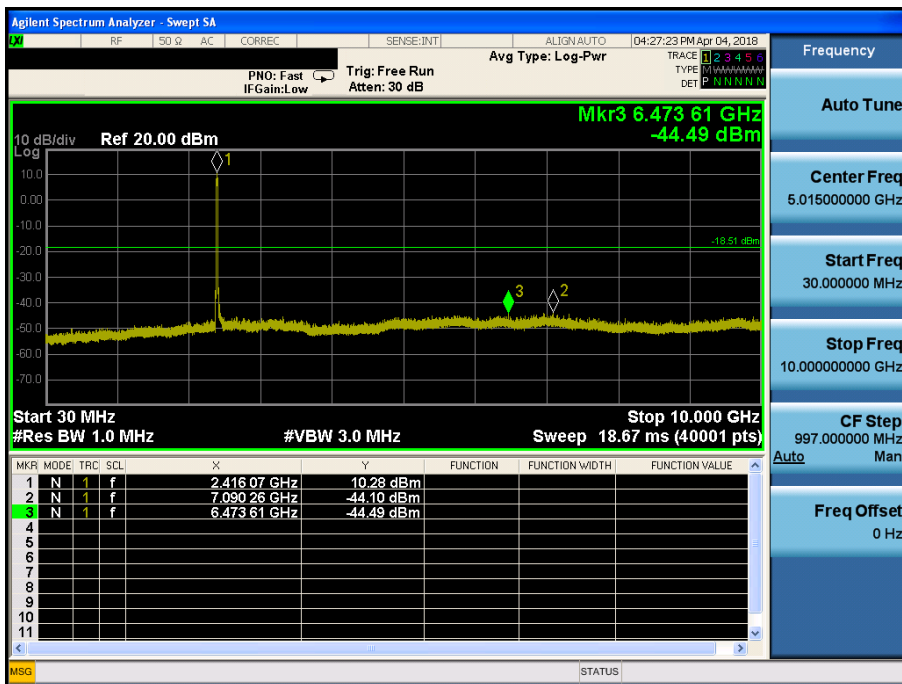 Agilent Spectrum Analyzer - Swept SA
LXI RF 50 Ω AC CORREC SENSE:INT ALIGN AUTO 04:27:23 PM Apr 04, 2018
Avg Type: Log-Pwr TRACE 1 2 3 4 5 6
PNO: Fast Trig: Free Run TYPE M
IFGain:Low Atten: 30 dB DET P N N N N N
Mkr3 6.473 61 GHz
-44.49 dBm
10 dB/div Ref 20.00 dBm
Log
1
10.0
0.00
-10.0
-18.51 dBm
-20.0
-30.0
3 2
-40.0
-50.0
-60.0
-70.0
Start 30 MHz Stop 10.000 GHz
#Res BW 1.0 MHz #VBW 3.0 MHz Sweep 18.67 ms (40001 pts)
MKR MODE TRC SCL X Y FUNCTION FUNCTION WIDTH FUNCTION VALUE
1 N 1 f 2.416 07 GHz 10.28 dBm
2 N 1 f 7.090 26 GHz -44.10 dBm
3 N 1 f 6.473 61 GHz -44.49 dBm
4
5
6
7
8
9
10
11
MSG STATUS
Frequency
Auto Tune
Center Freq
5.015000000 GHz
Start Freq
30.000000 MHz
Stop Freq
10.000000000 GHz
CF Step
997.000000 MHz
Auto Man
Freq Offset
0 Hz